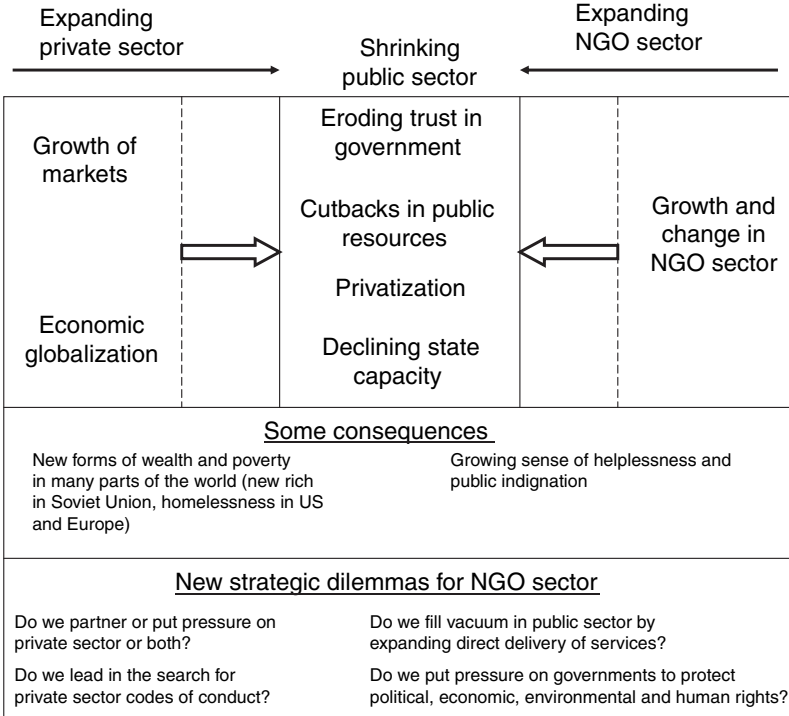 Expanding
private sector
Shrinking
public sector
Expanding
NGO sector
Growth of
markets
Economic
globalization
Eroding trust in
government
Cutbacks in public
resources
Privatization
Declining state
capacity
Growth and
change in
NGO sector
Some consequences
New forms of wealth and poverty
in many parts of the world (new rich
in Soviet Union, homelessness in US
and Europe)
Growing sense of helplessness and
public indignation
New strategic dilemmas for NGO sector
Do we partner or put pressure on
private sector or both?
Do we lead in the search for
private sector codes of conduct?
Do we fill vacuum in public sector by
expanding direct delivery of services?
Do we put pressure on governments to protect
political, economic, environmental and human rights?